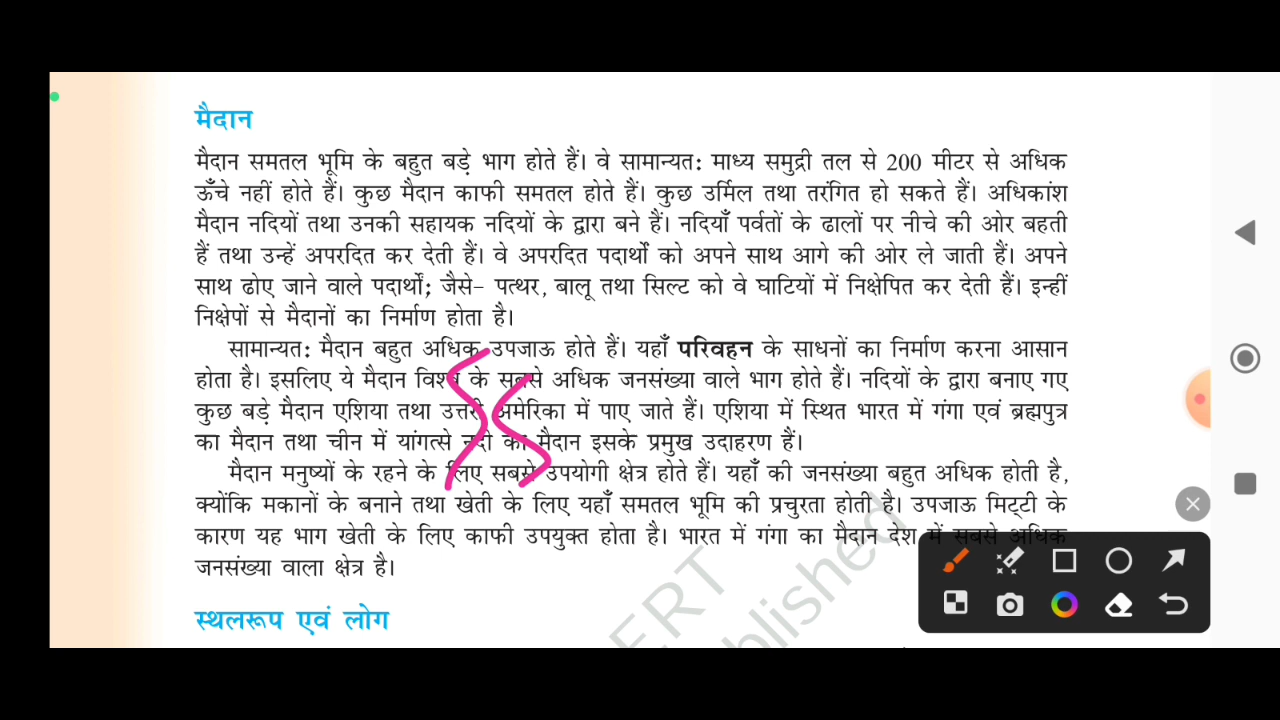 मैदान
मैदान समतल भूमि के बहुत बड़े भाग होते हैं। वे सामान्यत: माध्य समुद्री तल से 200 मीटर से अधिक
ऊँचे नहीं होते हैं। कुछ मैदान काफी समतल होते हैं। कुछ उर्मिल तथा तरंगित हो सकते हैं। अधिकांश
मैदान नदियों तथा उनकी सहायक नदियों के द्वारा बने हैं। नदियाँ पर्वतों के ढालों पर नीचे की ओर बहती
हैं तथा उन्हें अपरदित कर देती हैं। वे अपरदित पदार्थों को अपने साथ आगे की ओर ले जाती हैं। अपने
साथ ढोए जाने वाले पदार्थों; जैसे– पत्थर, बालू तथा सिल्ट को वे घाटियों में निक्षेपित कर देती हैं। इन्हीं
निक्षेपों से मैदानों का निर्माण होता है।
सामान्यत: मैदान बहुत अधिक उपजाऊ होते हैं। यहाँ परिवहन के साधनों का निर्माण करना आसान
होता है। इसलिए ये मैदान विश्व के सबसे अधिक जनसंख्या वाले भाग होते हैं। नदियों के द्वारा बनाए गए
कुछ बड़े मैदान एशिया तथा उत्तरी अमेरिका में पाए जाते हैं। एशिया में स्थित भारत में गंगा एवं ब्रह्मपुत्र
का मैदान तथा चीन में यांगत्से नदी का मैदान इसके प्रमुख उदाहरण हैं।
मैदान मनुष्यों के रहने के लिए सबसे उपयोगी क्षेत्र होते हैं। यहाँ की जनसंख्या बहुत अधिक होती है,
क्योंकि मकानों के बनाने तथा खेती के लिए यहाँ समतल भूमि की प्रचुरता होती है। उपजाऊ मिट्टी के
कारण यह भाग खेती के लिए काफी उपयुक्त होता है। भारत में गंगा का मैदान देश में सबसे अधिक
जनसंख्या वाला क्षेत्र है।
स्थलरूप एवं लोग